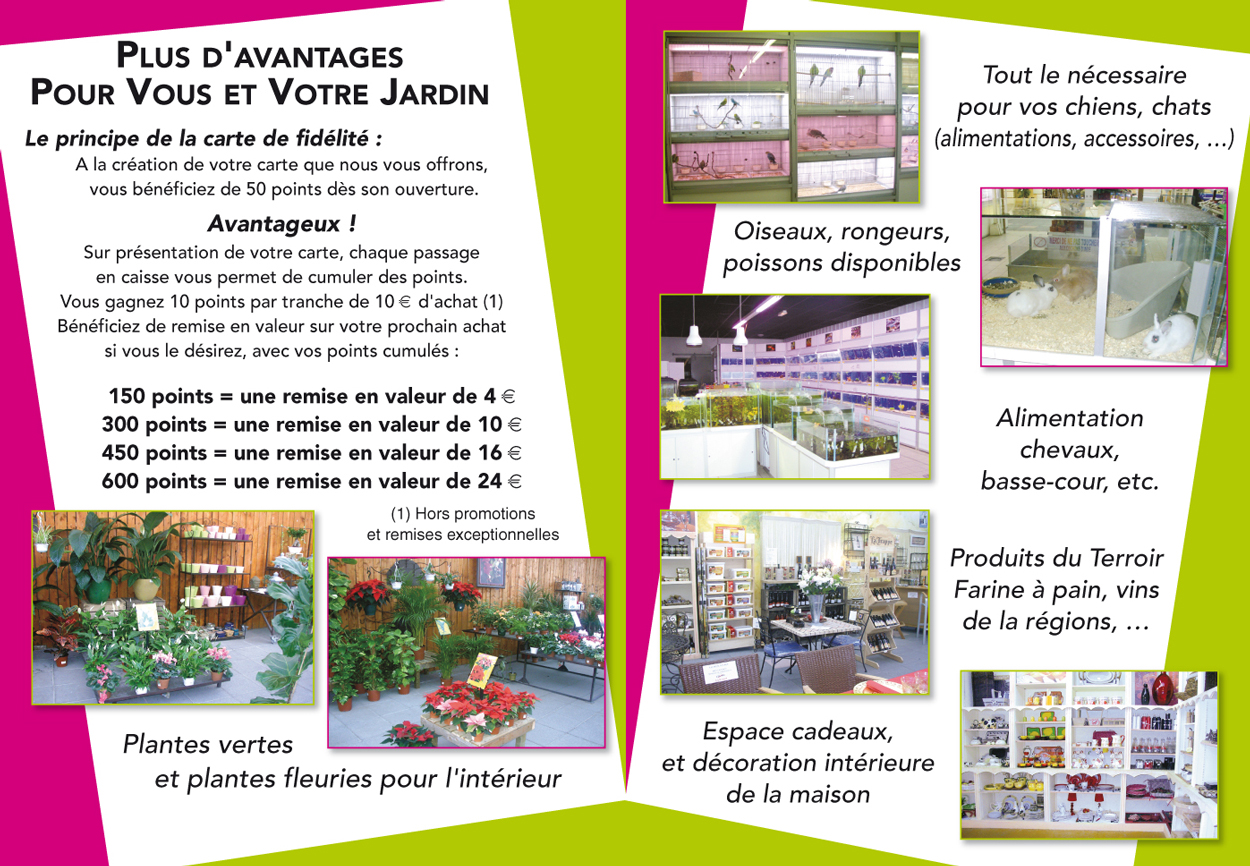 PLUS D'AVANTAGES
POUR VOUS ET VOTRE JARDIN
Le principe de la carte de fidélité :
A la création de votre carte que nous vous offrons,
vous bénéficiez de 50 points dès son ouverture.
Avantageux !
Sur présentation de votre carte, chaque passage
en caisse vous permet de cumuler des points.
Vous gagnez 10 points par tranche de 10 € d'achat (1)
Bénéficiez de remise en valeur sur votre prochain achat
si vous le désirez, avec vos points cumulés :
150 points = une remise en valeur de 4 €
300 points = une remise en valeur de 10 €
450 points = une remise en valeur de 16 €
600 points = une remise en valeur de 24 €
(1) Hors promotions
et remises exceptionnelles
Plantes vertes
et plantes fleuries pour l'intérieur
Tout le nécessaire
pour vos chiens, chats
(alimentations, accessoires, ...)
Oiseaux, rongeurs,
poissons disponibles
Alimentation
chevaux,
basse-cour, etc.
Produits du Terroir
Farine à pain, vins
de la régions, ...
Espace cadeaux,
et décoration intérieure
de la maison